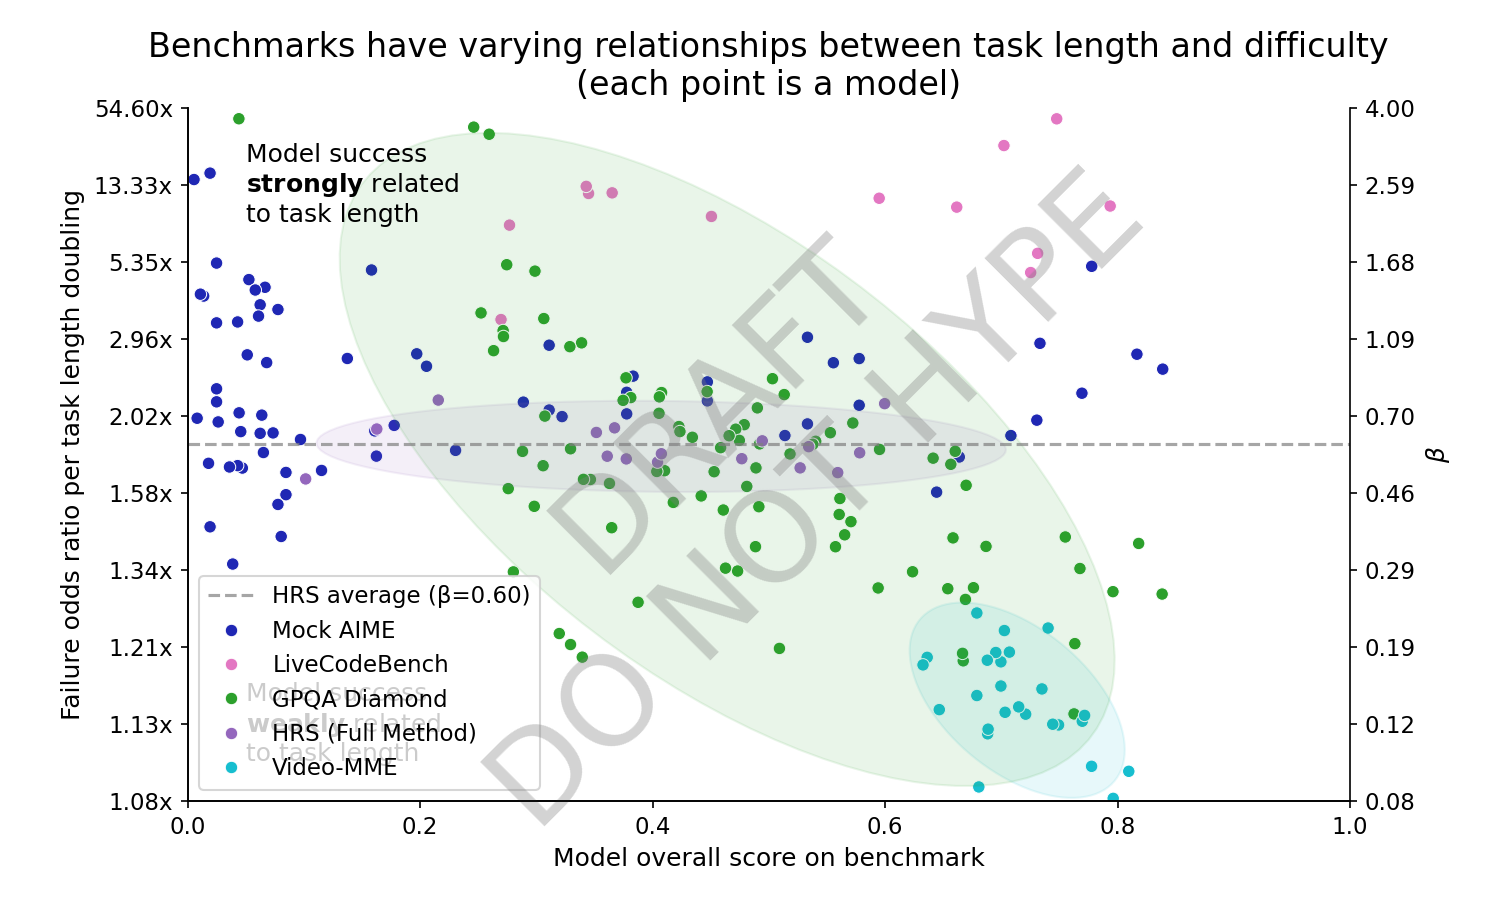 Benchmarks have varying relationships between task length and difficulty
(each point is a model)
54.60x
13.33x
5.35x
2.96x
2.02x
1.58x
1.34x
1.21x
1.13x
1.08x
Failure odds ratio per task length doubling
Model success
strongly related
to task length
DRAFT
DO NOT HYPE
HRS average (β=0.60)
Mock AIME
LiveCodeBench
GPQA Diamond
HRS (Full Method)
Video-MME
Model success
weakly related
to task length
4.00
2.59
1.68
1.09
0.70
0.46
0.29
0.19
0.12
0.08
β
0.0
0.2
0.4
0.6
0.8
1.0
Model overall score on benchmark